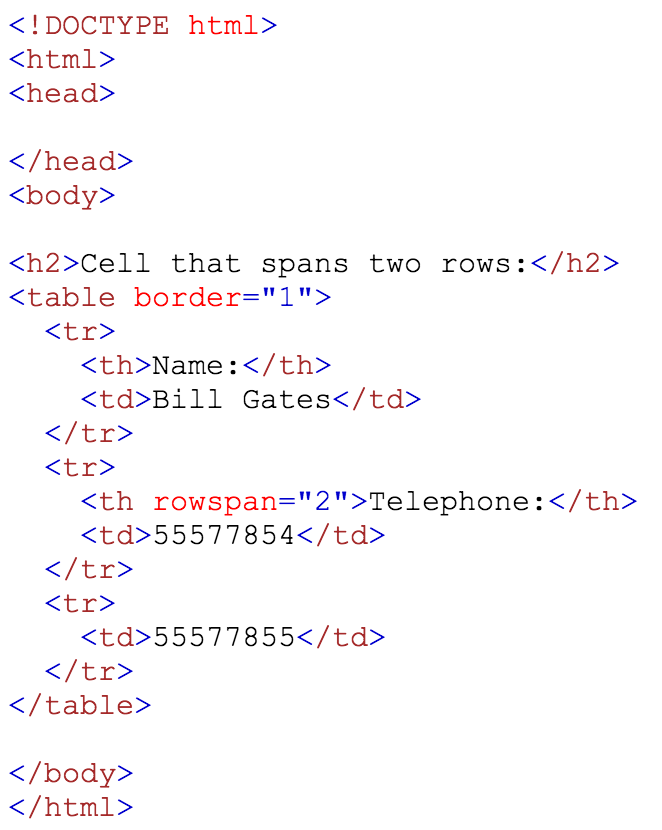 <!DOCTYPE html>
<html>
<head>

</head>
<body>

<h2>Cell that spans two rows:</h2>
<table border="1">
  <tr>
    <th>Name:</th>
    <td>Bill Gates</td>
  </tr>
  <tr>
    <th rowspan="2">Telephone:</th>
    <td>55577854</td>
  </tr>
  <tr>
    <td>55577855</td>
  </tr>
</table>

</body>
</html>